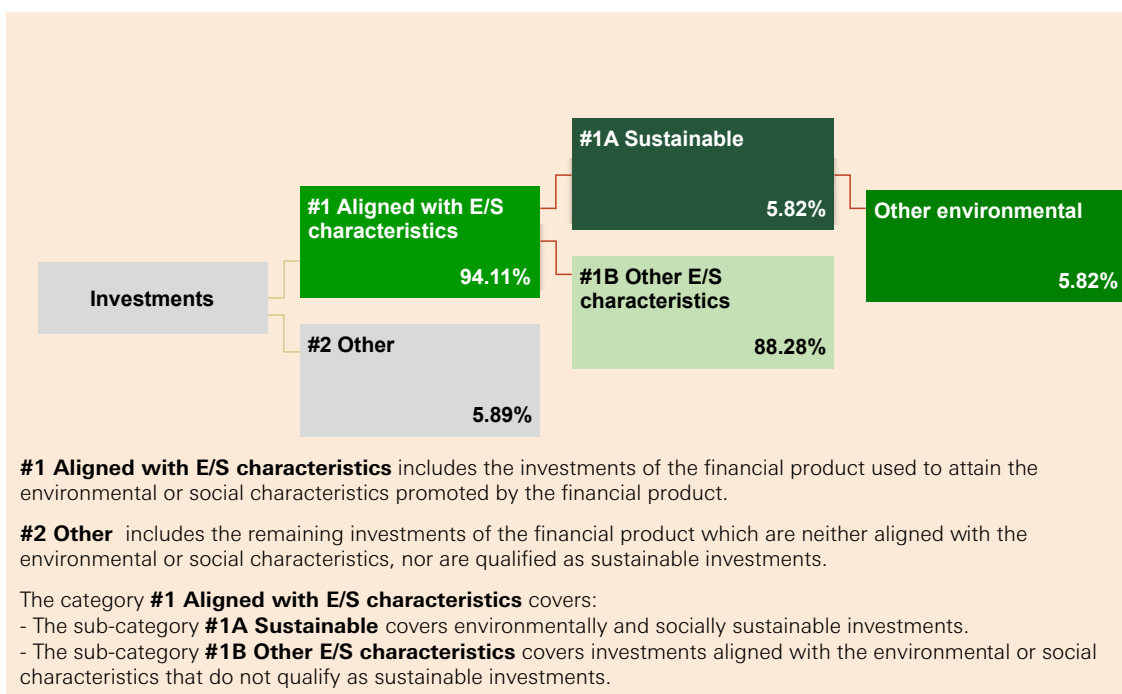 #1A Sustainable
5.82%
#1 Aligned with E/S
characteristics
94.11%
Other environmental
5.82%
Investments
#1B Other E/S
characteristics
88.28%
#2 Other
5.89%
#1 Aligned with E/S characteristics includes the investments of the financial product used to attain the
environmental or social characteristics promoted by the financial product.
#2 Other includes the remaining investments of the financial product which are neither aligned with the
environmental or social characteristics, nor are qualified as sustainable investments.
The category #1 Aligned with E/S characteristics covers:
- The sub-category #1A Sustainable covers environmentally and socially sustainable investments.
- The sub-category #1B Other E/S characteristics covers investments aligned with the environmental or social
characteristics that do not qualify as sustainable investments.